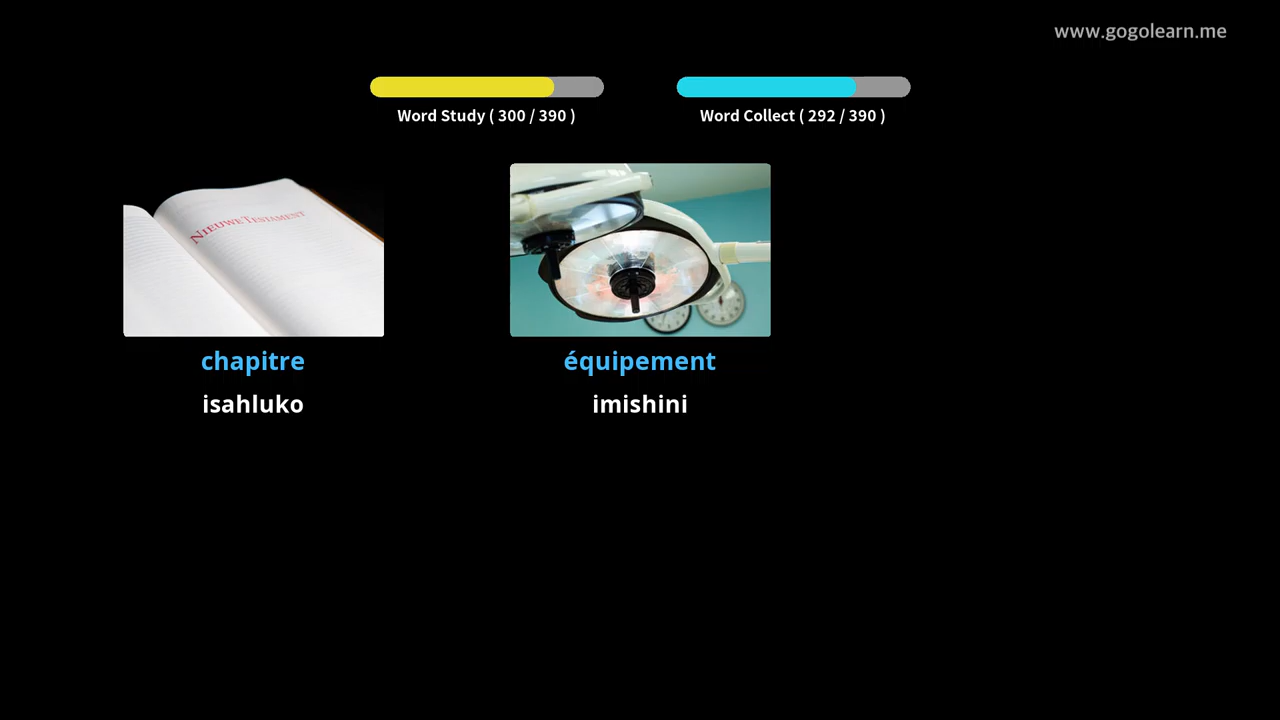 www.gogolearn.me
Word Study ( 300 / 390 )
Word Collect ( 292 / 390 )
NIEUWE TESTAMENT
chapitre
équipement
isahluko
imishini